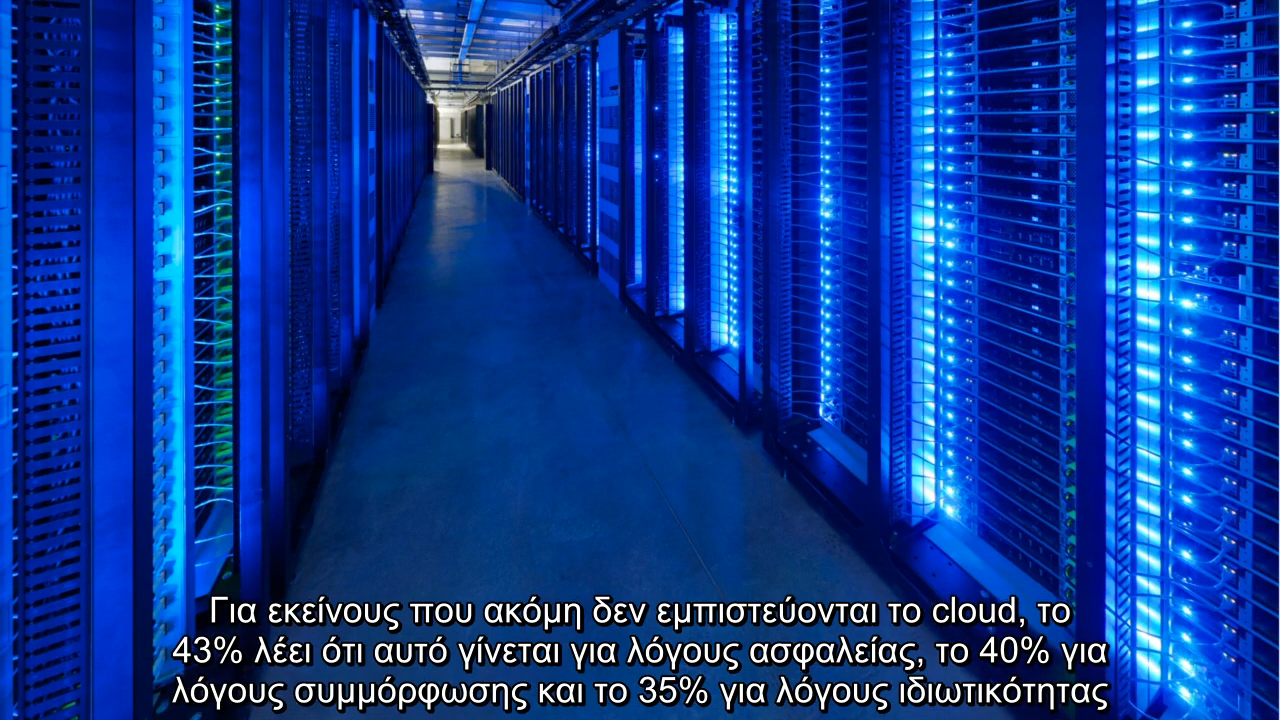 Για εκείνους που ακόμη δεν εμπιστεύονται το cloud, το
43% λέει ότι αυτό γίνεται για λόγους ασφαλείας, το 40% για
λόγους συμμόρφωσης και το 35% για λόγους ιδιωτικότητας